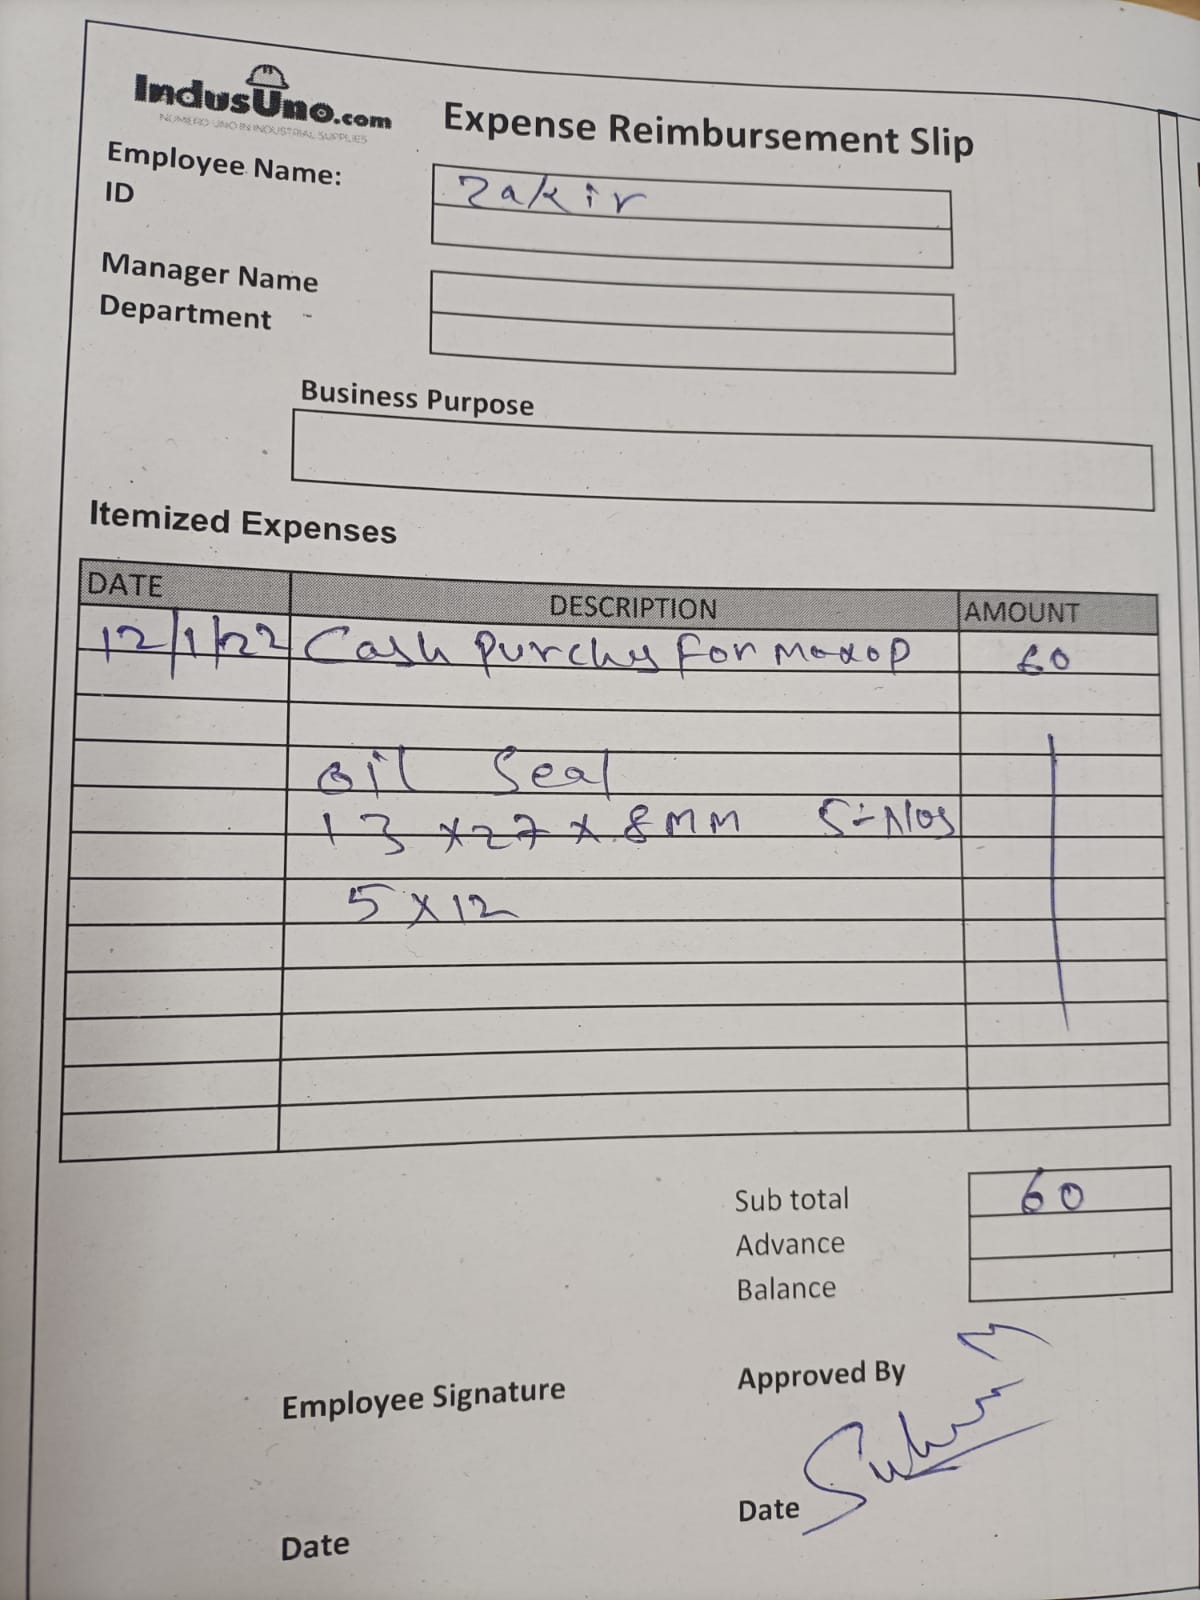 IndusUno.com
NUMERO UNO IN INDUSTRIAL SUPPLIES
Expense Reimbursement Slip
Employee Name: Zakir
ID
Manager Name
Department
Business Purpose
Itemized Expenses
DATE DESCRIPTION AMOUNT
12/1/22 Cash purchs For 60
oil Seal
13 x 27 x 8MM 5=Nos
5 x 12
Sub total 60
Advance
Balance
Employee Signature
Approved By
Date
Date